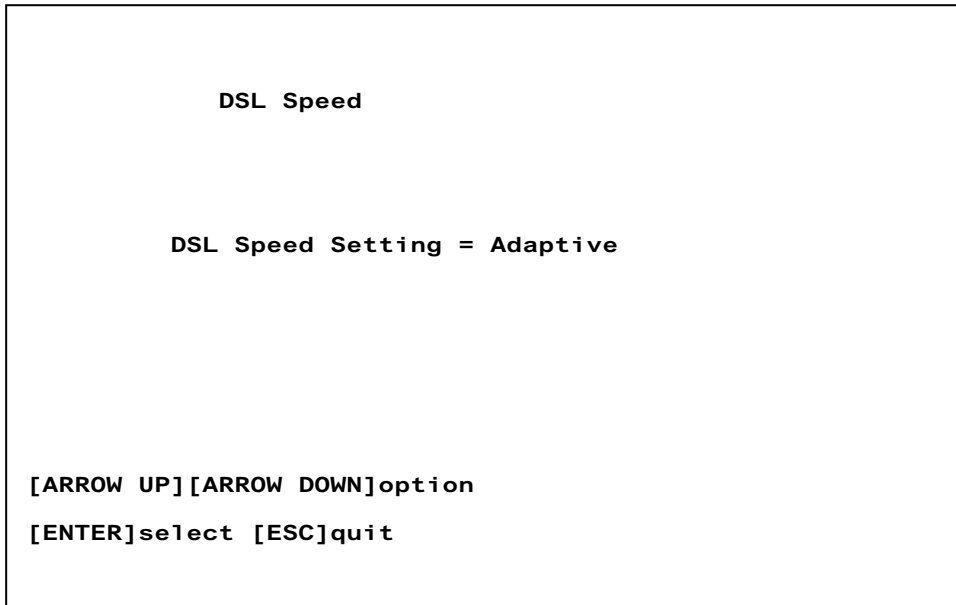 DSL Speed
DSL Speed Setting = Adaptive
[ARROW UP][ARROW DOWN]option
[ENTER]select [ESC]quit